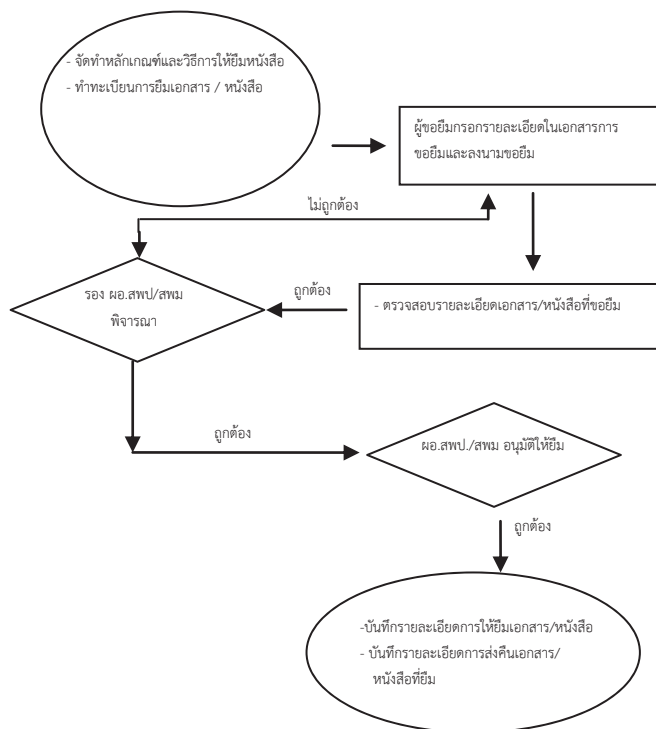 - จัดทำหลักเกณฑ์และวิธีการให้ยืมหนังสือ
- ทำทะเบียนการยืมเอกสาร / หนังสือ
ผู้ขอยืมกรอกรายละเอียดในเอกสารการ
ขอยืมและลงนามขอยืม
ไม่ถูกต้อง
รอง ผอ.สพป/สพม
พิจารณา
ถูกต้อง
- ตรวจสอบรายละเอียดเอกสาร/หนังสือที่ขอยืม
ถูกต้อง
ผอ.สพป./สพม อนุมัติให้ยืม
ถูกต้อง
-บันทึกรายละเอียดการให้ยืมเอกสาร/หนังสือ
- บันทึกรายละเอียดการส่งคืนเอกสาร/
หนังสือที่ยืม